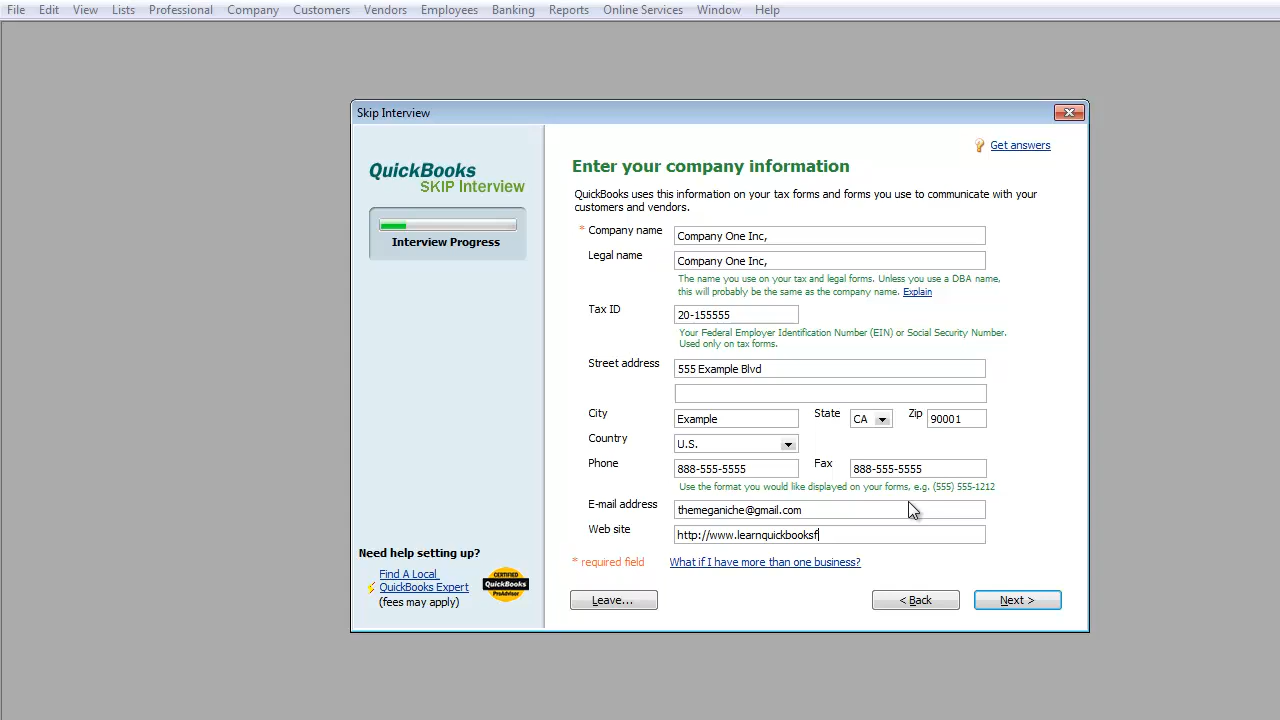 File Edit View Lists Professional Company Customers Vendors Employees Banking Reports Online Services Window Help
Skip Interview
Get answers
QuickBooks
SKIP Interview
Interview Progress
Enter your company information
QuickBooks uses this information on your tax forms and forms you use to communicate with your
customers and vendors.
* Company name Company One Inc,
Legal name Company One Inc,
The name you use on your tax and legal forms. Unless you use a DBA name,
this will probably be the same as the company name. Explain
Tax ID 20-155555
Your Federal Employer Identification Number (EIN) or Social Security Number.
Used only on tax forms.
Street address 555 Example Blvd
City Example State CA Zip 90001
Country U.S.
Phone 888-555-5555 Fax 888-555-5555
Use the format you would like displayed on your forms, e.g. (555) 555-1212
E-mail address themeganiche@gmail.com
Web site http://www.learnquickbooksf
* required field What if I have more than one business?
Need help setting up?
Find A Local
QuickBooks Expert
(fees may apply)
CERTIFIED
QuickBooks
ProAdvisor
Leave... < Back Next >